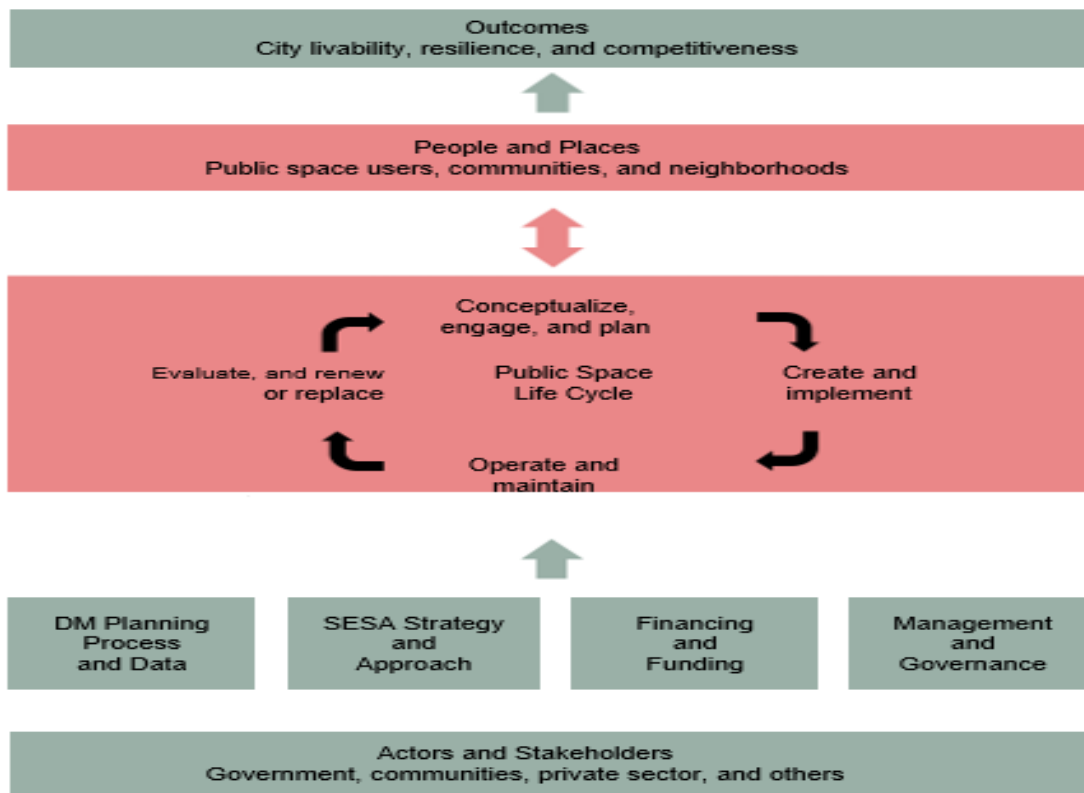 Outcomes
City livability, resilience, and competitiveness
People and Places
Public space users, communities, and neighborhoods
Conceptualize,
engage, and plan
Evaluate, and renew
or replace
Public Space
Life Cycle
Create and
implement
Operate and
maintain
DM Planning
Process
and Data
SESA Strategy
and
Approach
Financing
and
Funding
Management
and
Governance
Actors and Stakeholders
Government, communities, private sector, and others